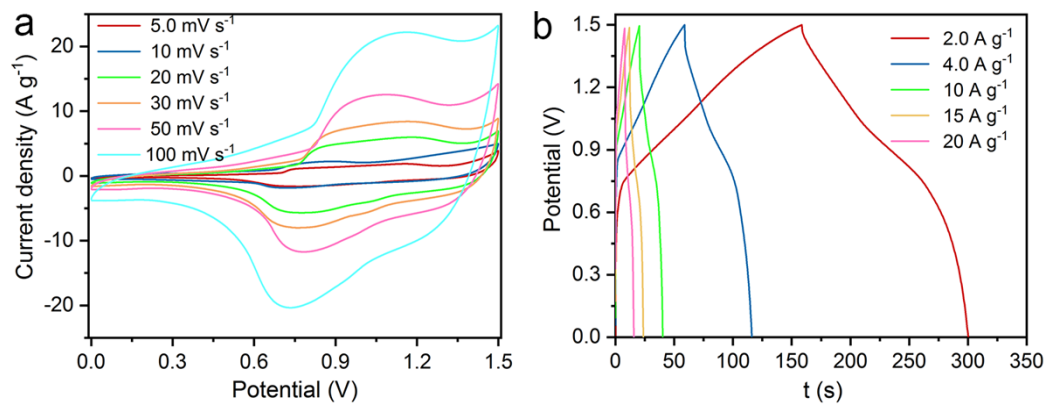 a
5.0 mV s⁻¹
10 mV s⁻¹
20 mV s⁻¹
30 mV s⁻¹
50 mV s⁻¹
100 mV s⁻¹
Current density (A g⁻¹)
20
10
0
-10
-20
0.0 0.3 0.6 0.9 1.2 1.5
Potential (V)
b
2.0 A g⁻¹
4.0 A g⁻¹
10 A g⁻¹
15 A g⁻¹
20 A g⁻¹
Potential (V)
1.5
1.2
0.9
0.6
0.3
0.0
0 50 100 150 200 250 300 350
t (s)